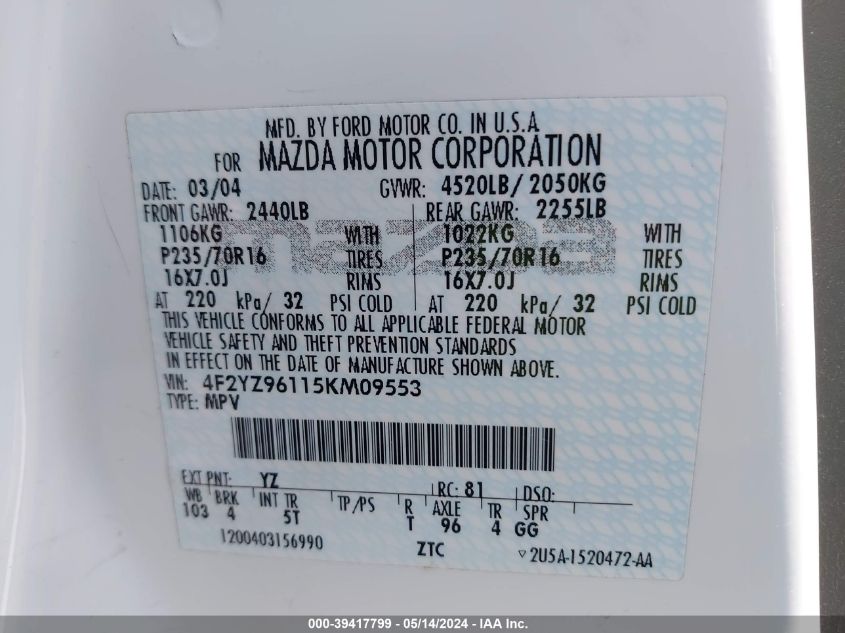 MFD. BY FORD MOTOR CO. IN U.S.A
FOR MAZDA MOTOR CORPORATION
DATE: 03/04 GVWR: 4520LB/ 2050KG
FRONT GAWR: 2440LB REAR GAWR: 2255LB
1106KG WITH 1022KG WITH
P235/70R16 TIRES P235/70R16 TIRES
16X7.0J RIMS 16X7.0J RIMS
AT 220 kPa/ 32 PSI COLD AT 220 kPa/ 32 PSI COLD
THIS VEHICLE CONFORMS TO ALL APPLICABLE FEDERAL MOTOR
VEHICLE SAFETY AND THEFT PREVENTION STANDARDS
IN EFFECT ON THE DATE OF MANUFACTURE SHOWN ABOVE
VIN: 4F2YZ96115KM09553
TYPE: MPV
mazda
EXT PNT: YZ RC: 81 DSO:
WB BRK INT TR TP/PS R AXLE TR SPR
103 4 5T T 96 4 GG
1200403156990 ZTC ▽2U5A-1520472-AA
000-39417799 - 05/14/2024 - IAA Inc.